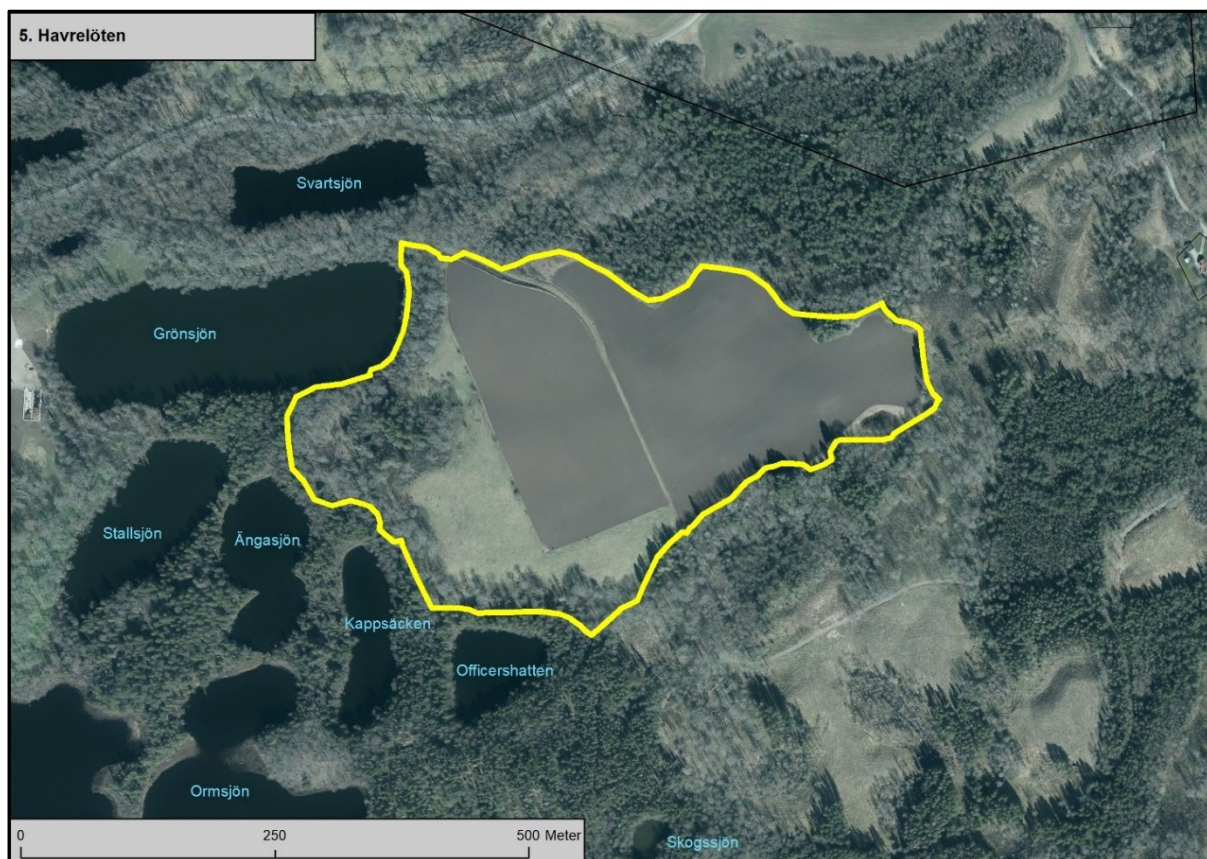 5. Havrelöten
Svartsjön
Grönsjön
Stallsjön
Ängasjön
Kappsäcken
Officershatten
Ormsjön
Skogssjön
0 250 500 Meter